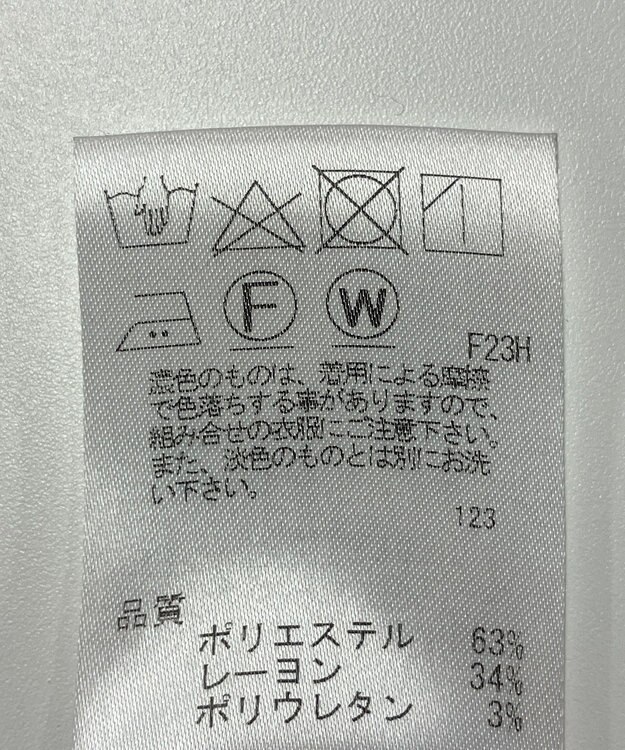 F
W
F23H
濃色のものは、着用による摩擦
で色落ちする事がありますので、
組み合せの衣服にご注意下さい。
また、淡色のものとは別にお洗
い下さい。
123
品質
ポリエステル 63%
レーヨン 34%
ポリウレタン 3%